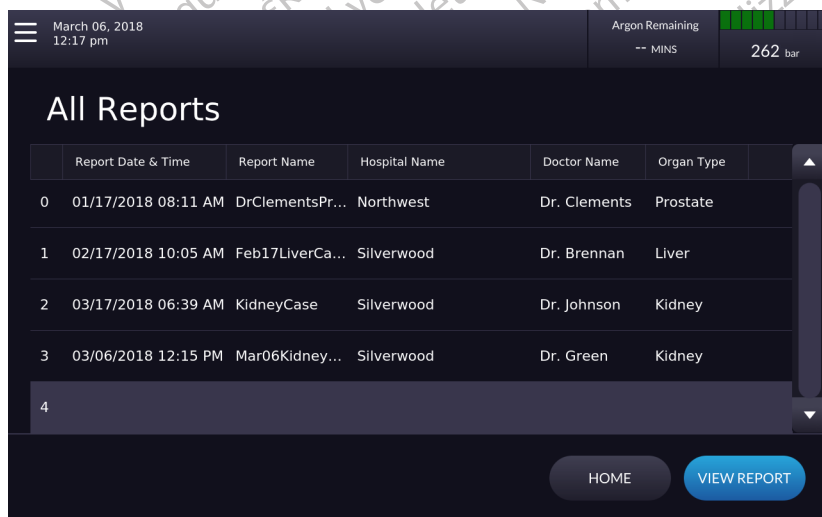 March 06, 2018
12:17 pm
Argon Remaining
-- MINS
262 bar
All Reports
Report Date & Time Report Name Hospital Name Doctor Name Organ Type
0 01/17/2018 08:11 AM DrClementsPr... Northwest Dr. Clements Prostate
1 02/17/2018 10:05 AM Feb17LiverCa... Silverwood Dr. Brennan Liver
2 03/17/2018 06:39 AM KidneyCase Silverwood Dr. Johnson Kidney
3 03/06/2018 12:15 PM Mar06Kidney... Silverwood Dr. Green Kidney
4
HOME VIEW REPORT